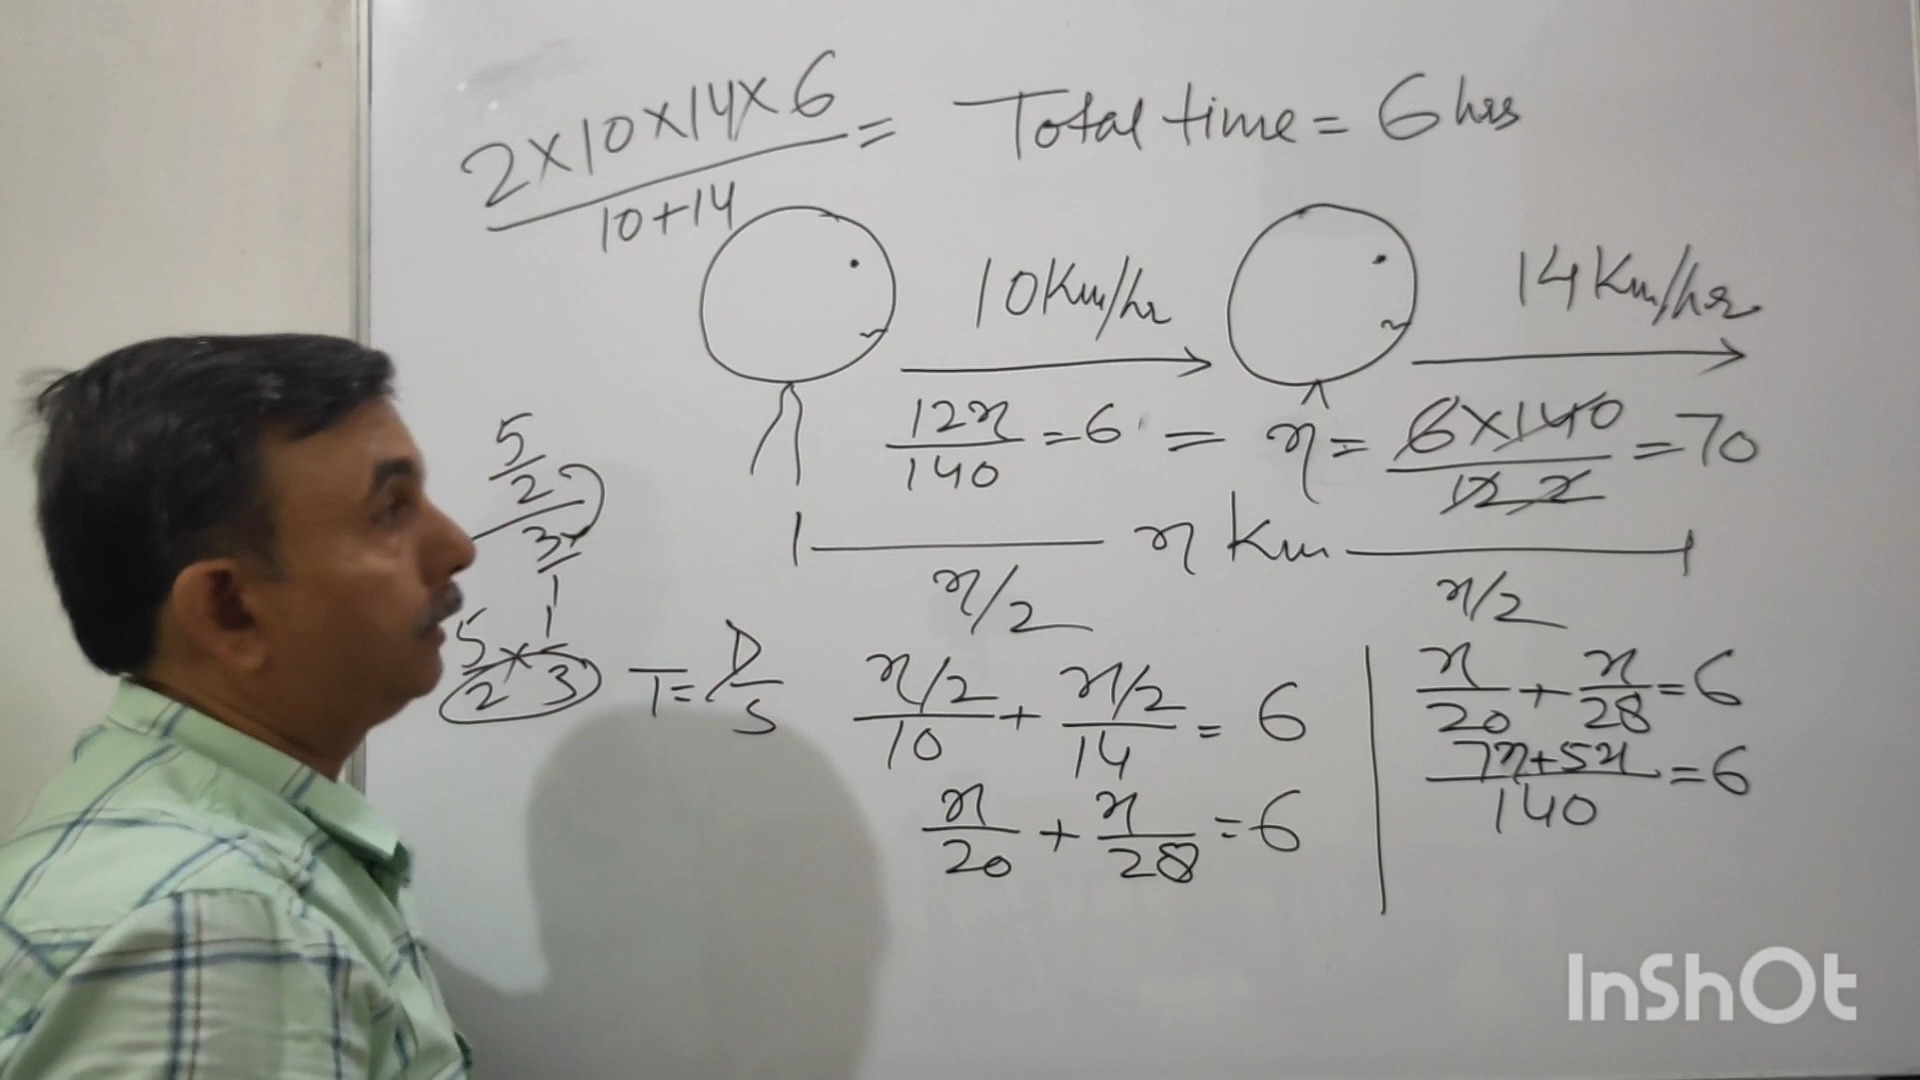 2×10×14×6/10+14 =
Total time = 6 hrs
10Km/hr
14Km/hr
12x/140 = 6 = x = 6×140/12 2 = 70
5/2/3/1
x Km
x/2
x/2
5/2 × 1/3
T = D/S
x/2/10 + x/2/14 = 6
x/20 + x/28 = 6
x/20 + x/28 = 6
7x+5x/140 = 6
InShOt